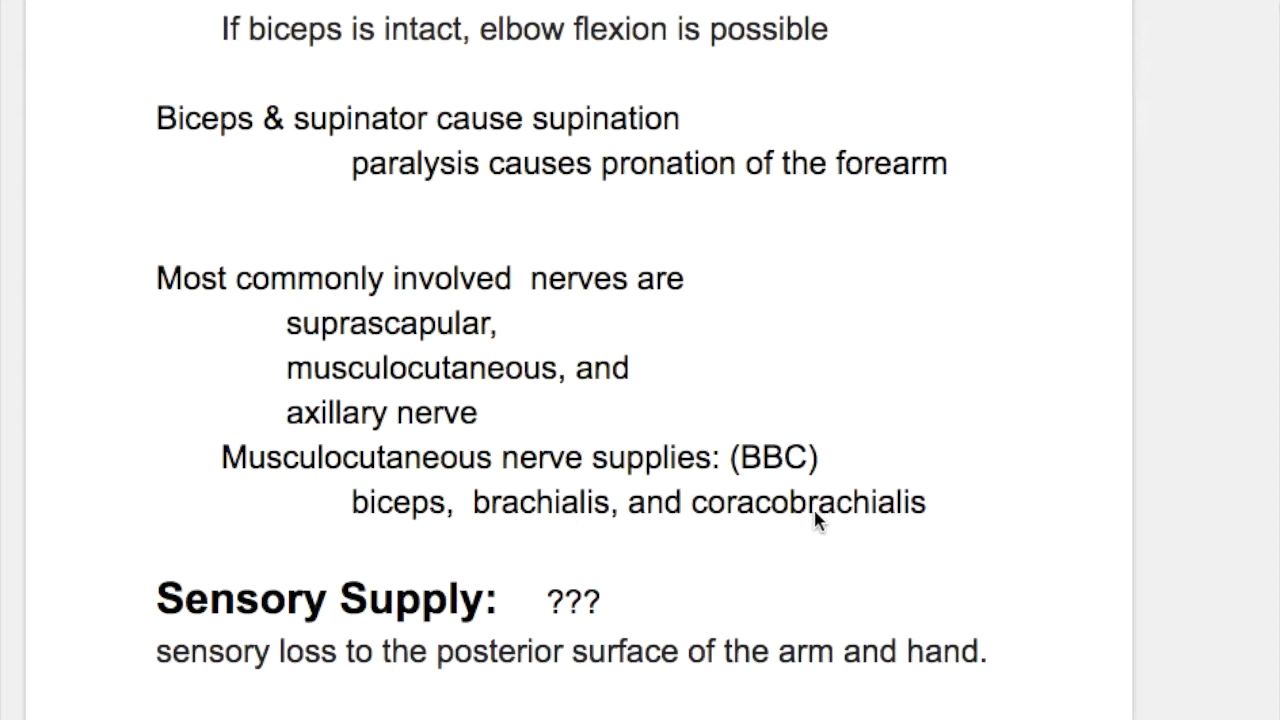 If biceps is intact, elbow flexion is possible
Biceps & supinator cause supination
paralysis causes pronation of the forearm
Most commonly involved  nerves are
suprascapular,
musculocutaneous, and
axillary nerve
Musculocutaneous nerve supplies: (BBC)
biceps,  brachialis, and coracobrachialis
Sensory Supply: ???
sensory loss to the posterior surface of the arm and hand.